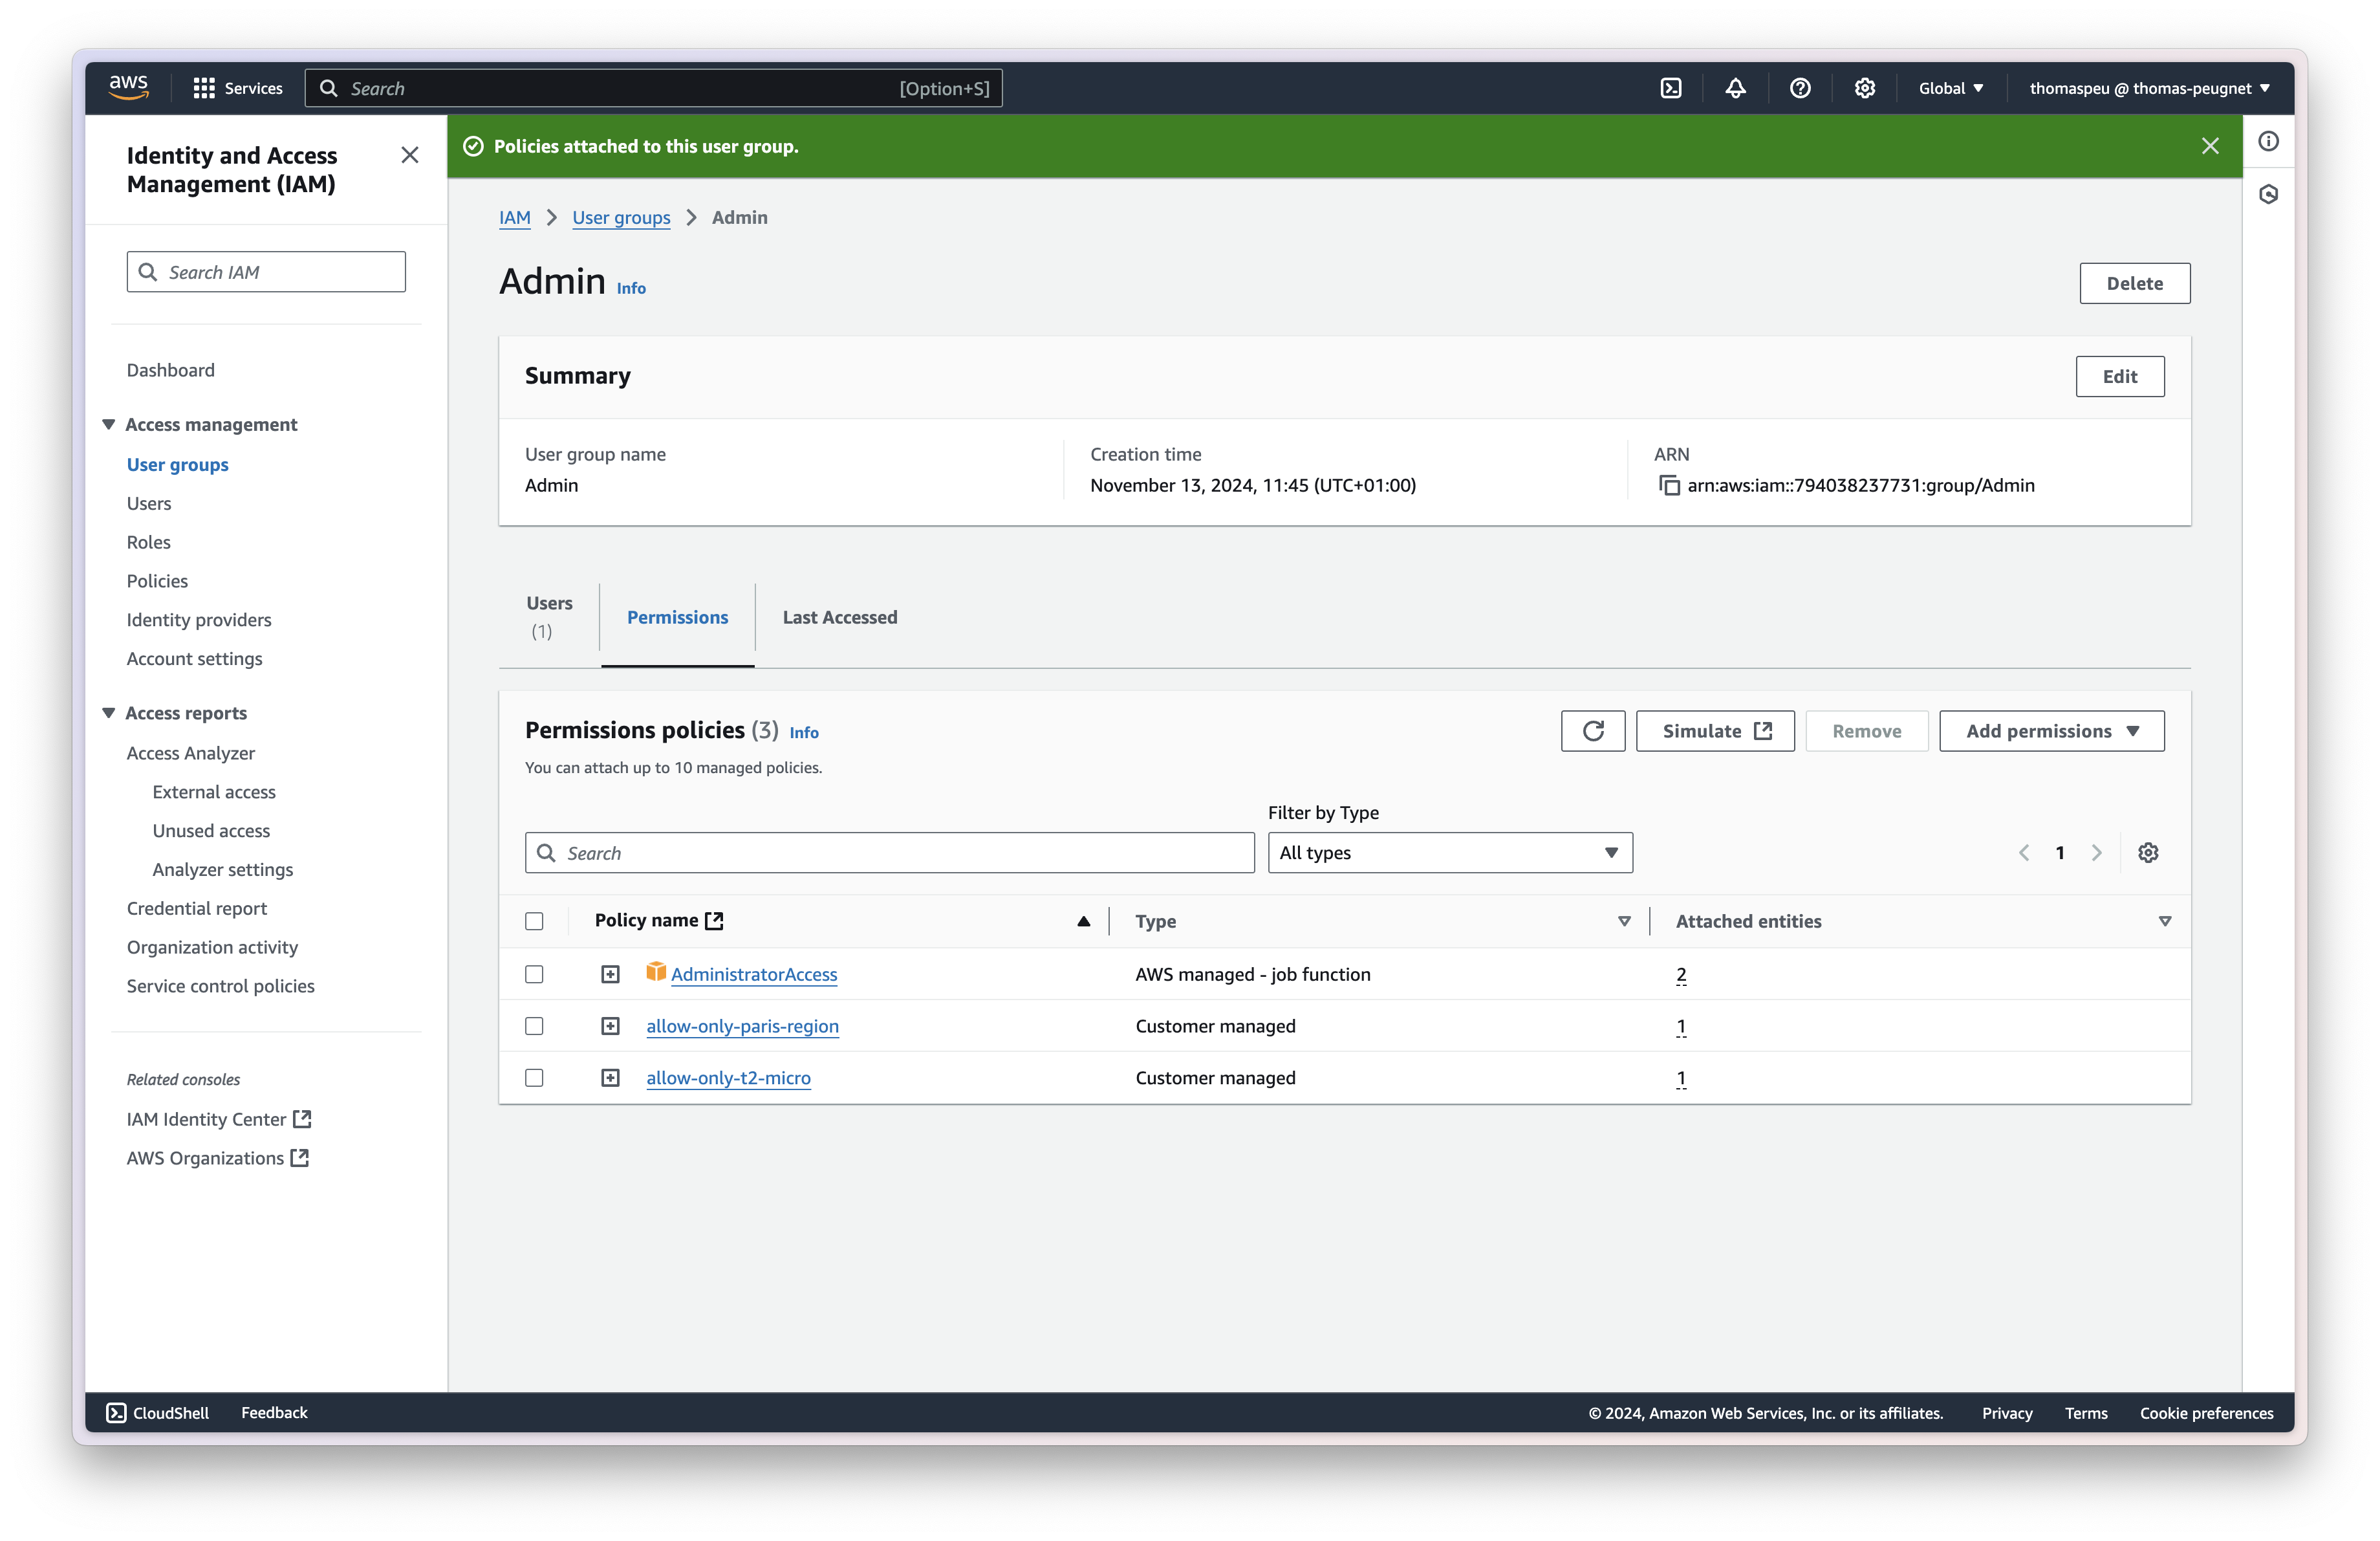 aws
Services
Search
[Option+S]
Global
thomaspeu @ thomas-peugnet
Identity and Access
Management (IAM)
Search IAM
Dashboard
Access management
User groups
Users
Roles
Policies
Identity providers
Account settings
Access reports
Access Analyzer
External access
Unused access
Analyzer settings
Credential report
Organization activity
Service control policies
Related consoles
IAM Identity Center
AWS Organizations
Policies attached to this user group.
IAM > User groups > Admin
Admin Info
Delete
Summary
Edit
User group name
Admin
Creation time
November 13, 2024, 11:45 (UTC+01:00)
ARN
arn:aws:iam::794038237731:group/Admin
Users
(1)
Permissions
Last Accessed
Permissions policies (3) Info
You can attach up to 10 managed policies.
Simulate
Remove
Add permissions
Filter by Type
Search
All types
1
Policy name
Type
Attached entities
AdministratorAccess
AWS managed - job function
2
allow-only-paris-region
Customer managed
1
allow-only-t2-micro
Customer managed
1
CloudShell
Feedback
© 2024, Amazon Web Services, Inc. or its affiliates.
Privacy
Terms
Cookie preferences